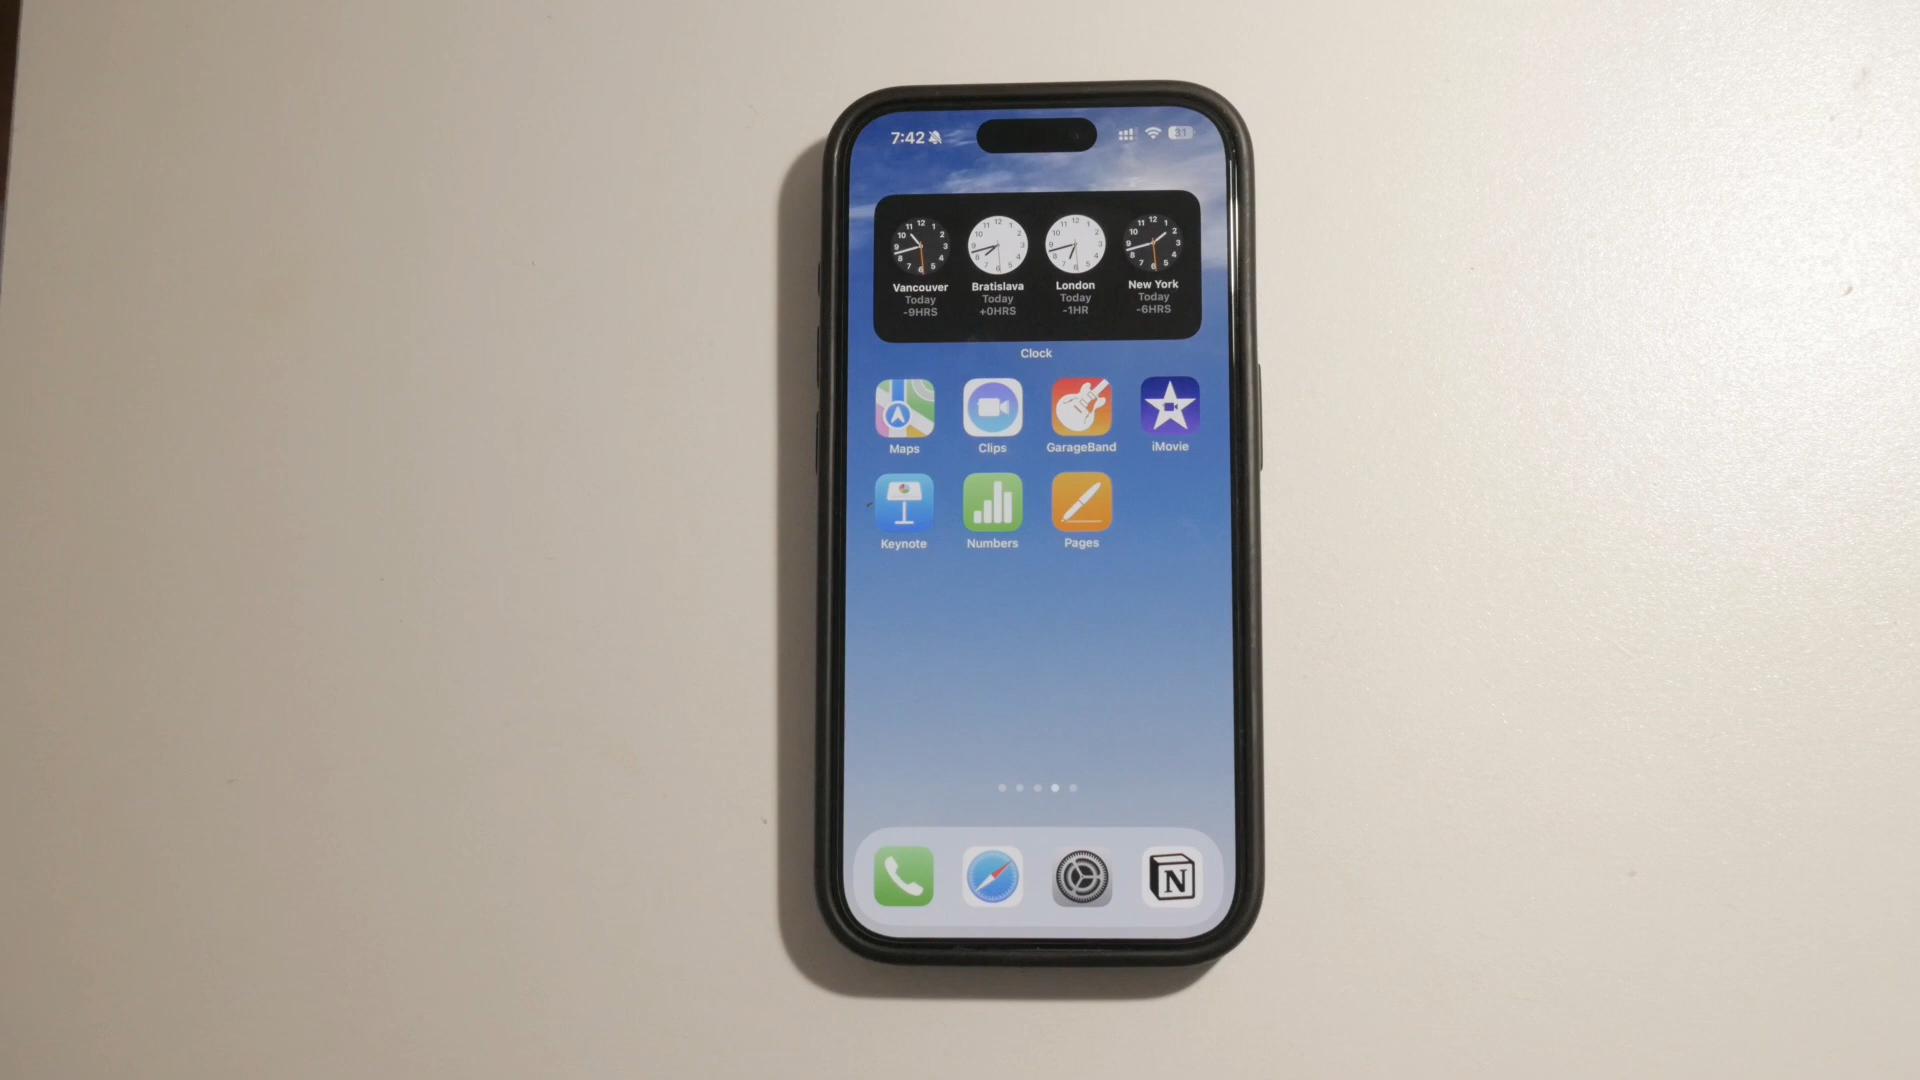 7:42 31
Vancouver Bratislava London New York
Today Today Today Today
-9HRS +0HRS -1HR -6HRS
Clock
Maps Clips GarageBand iMovie
Keynote Numbers Pages
N